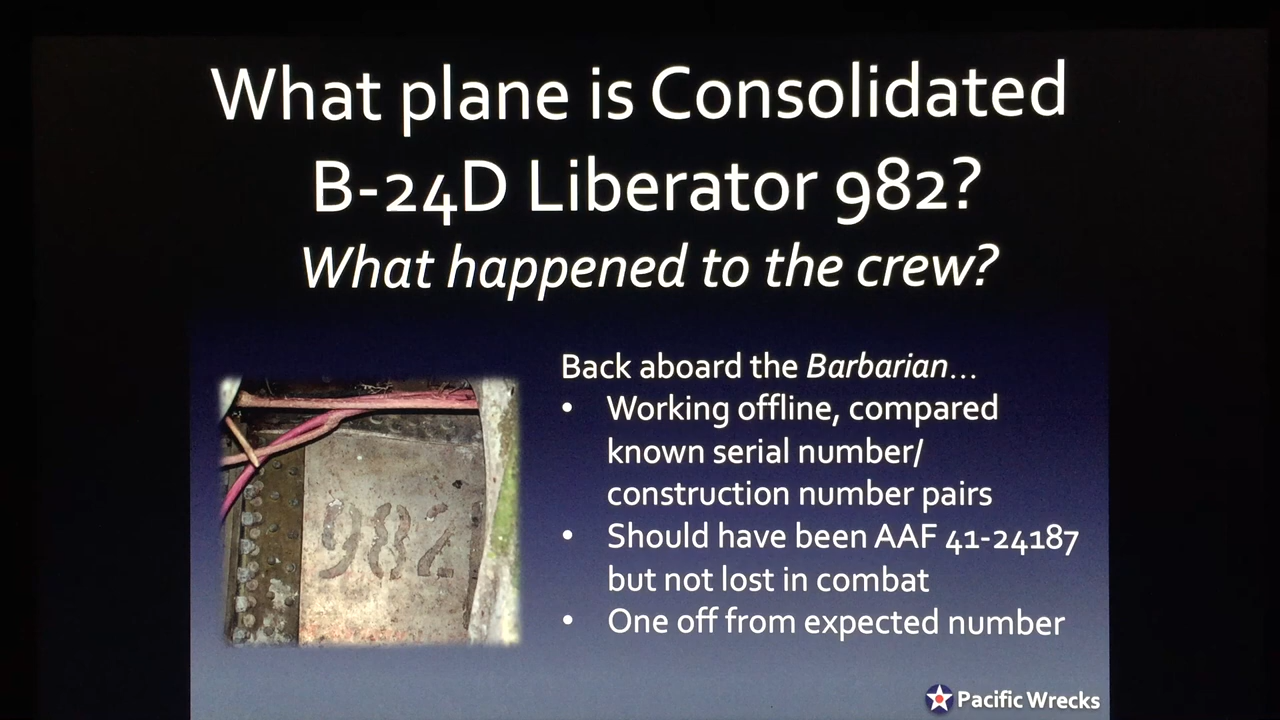 What plane is Consolidated
B-24D Liberator 982?
What happened to the crew?
Back aboard the Barbarian...
• Working offline, compared
known serial number/
construction number pairs
• Should have been AAF 41-24187
but not lost in combat
• One off from expected number
982
Pacific Wrecks